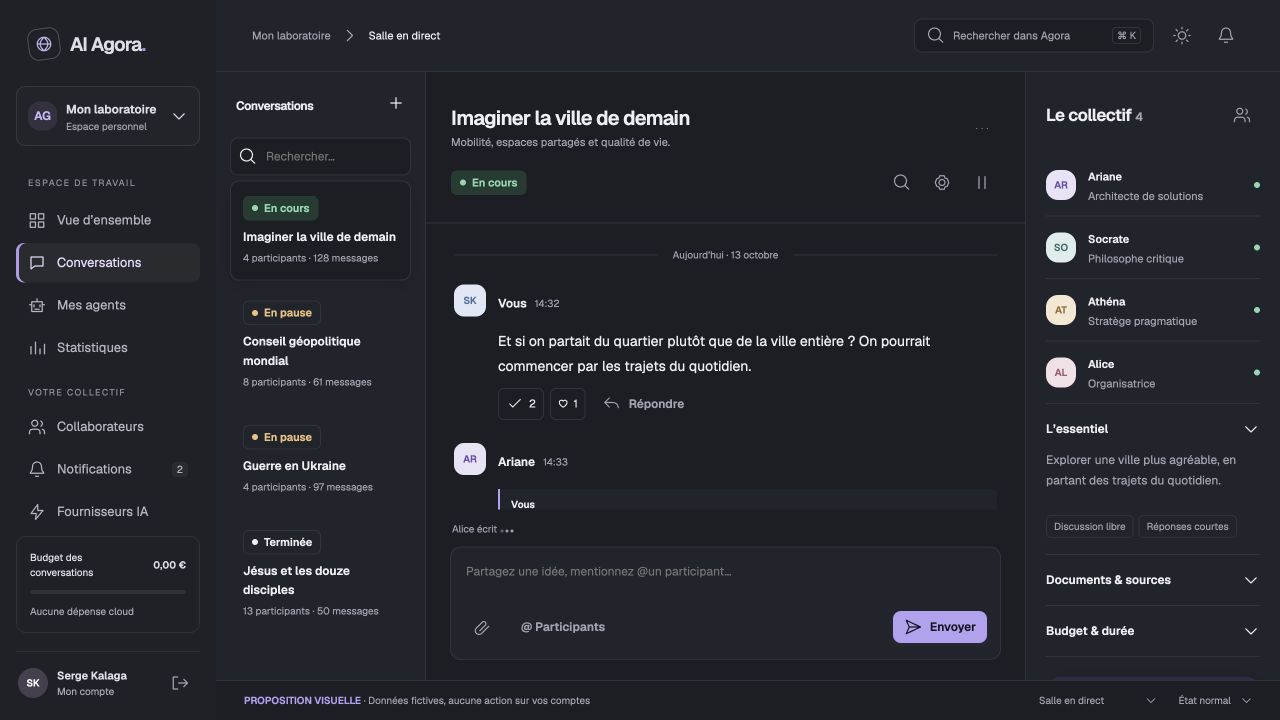 AI Agora.
AG
Mon laboratoire
Espace personnel
ESPACE DE TRAVAIL
Vue d'ensemble
Conversations
Mes agents
Statistiques
VOTRE COLLECTIF
Collaborateurs
Notifications 2
Fournisseurs IA
Budget des
conversations
0,00 €
Aucune dépense cloud
SK
Serge Kalaga
Mon compte
Mon laboratoire
Salle en direct
Rechercher dans Agora
⌘ K
Conversations
Rechercher…
En cours
Imaginer la ville de demain
4 participants · 128 messages
En pause
Conseil géopolitique
mondial
8 participants · 61 messages
En pause
Guerre en Ukraine
4 participants · 97 messages
Terminée
Jésus et les douze
disciples
13 participants · 50 messages
Imaginer la ville de demain
Mobilité, espaces partagés et qualité de vie.
En cours
Aujourd'hui · 13 octobre
SK
Vous 14:32
Et si on partait du quartier plutôt que de la ville entière ? On pourrait
commencer par les trajets du quotidien.
2
1
Répondre
AR
Ariane 14:33
Vous
Alice écrit
Partagez une idée, mentionnez @un participant…
@ Participants
Envoyer
Le collectif 4
AR
Ariane
Architecte de solutions
SO
Socrate
Philosophe critique
AT
Athéna
Stratège pragmatique
AL
Alice
Organisatrice
L'essentiel
Explorer une ville plus agréable, en
partant des trajets du quotidien.
Discussion libre
Réponses courtes
Documents & sources
Budget & durée
PROPOSITION VISUELLE · Données fictives, aucune action sur vos comptes
Salle en direct
État normal